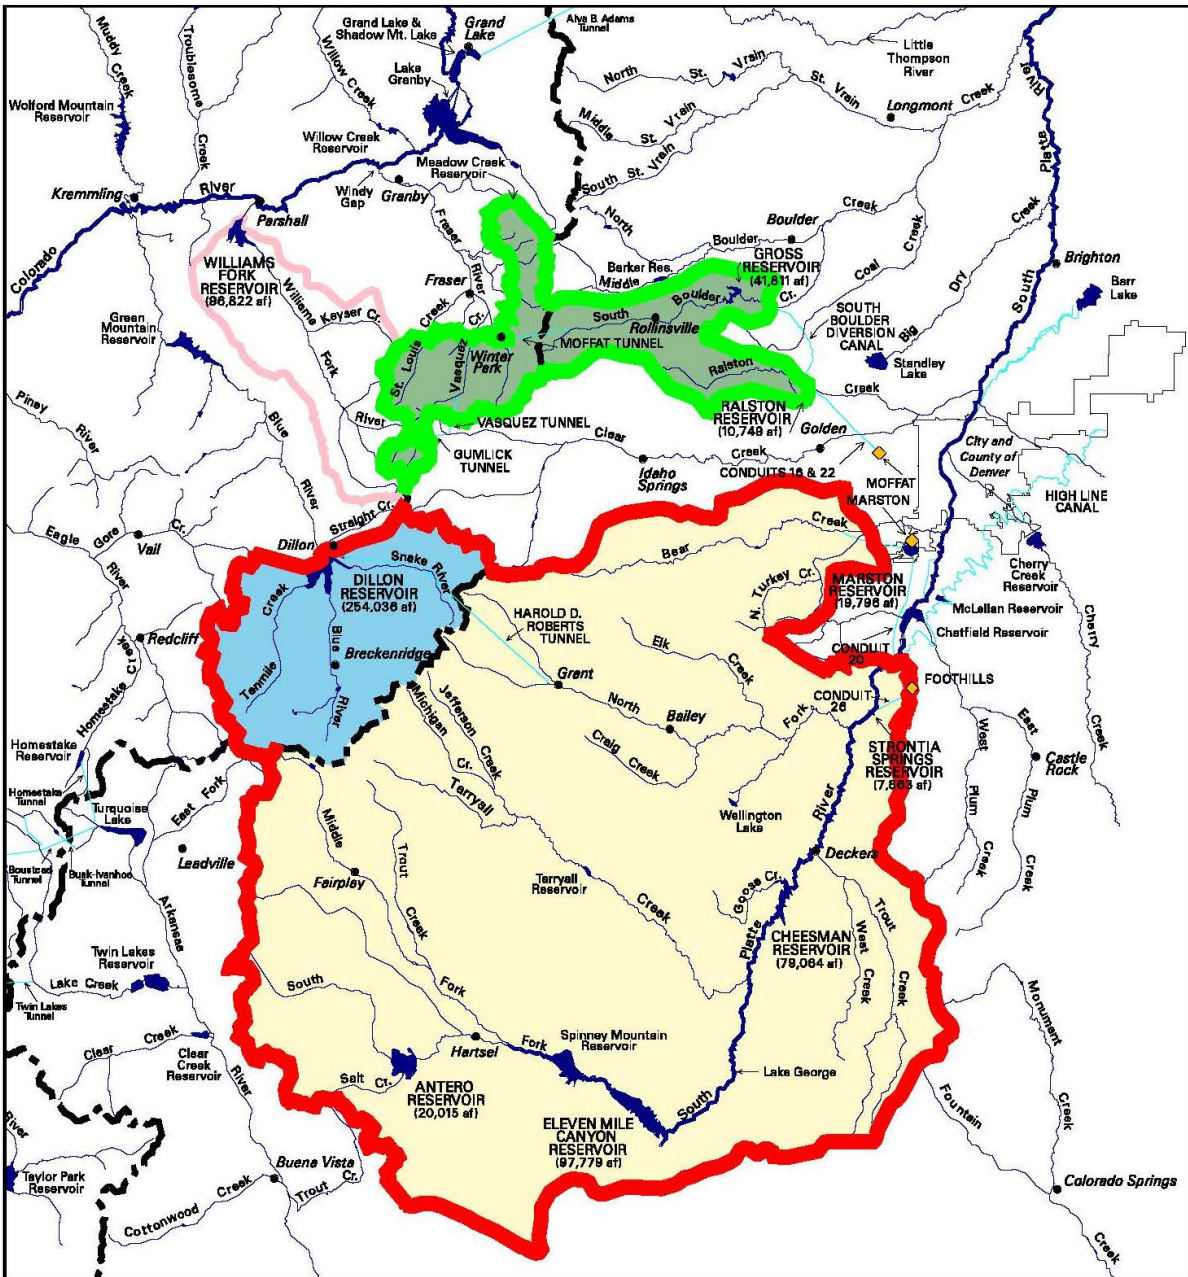 Muddy
Creek
Troublesome
Creek
Willow Creek
Grand Lake &
Shadow Mt. Lake
Grand
Lake
Alva B. Adams
Tunnel
Lake
Granby
Little
Thompson
River
North
St.
Vrain
St.
Vrain
Longmont
Creek
River
Platte
South
Wolford Mountain
Reservoir
Willow Creek
Reservoir
Middle
St. Vrain
South St. Vrain
Meadow Creek
Reservoir
Kremmling
River
Colorado
Parshall
Windy
Gap
Granby
North
Boulder
Creek
Boulder
Fraser
River
WILLIAMS
FORK
RESERVOIR
(96,822 af)
Williams
Fork
Keyser Cr.
River
Fraser
Creek
Cr.
Barker Res.
Middle
GROSS
RESERVOIR
(41,811 af)
Boulder
Cr.
South
Rollinsville
Coal
Creek
Big
Dry
Creek
Brighton
Barr
Lake
Green
Mountain
Reservoir
SOUTH
BOULDER
DIVERSION
CANAL
Standley
Lake
St. Louis
Vasquez
Winter
Park
MOFFAT TUNNEL
Ralston
Creek
RALSTON
RESERVOIR
(10,749 af)
Golden
Piney
River
Blue
River
VASQUEZ TUNNEL
GUMLICK
TUNNEL
Clear
Creek
Idaho
Springs
CONDUITS 16 & 22
MOFFAT
MARSTON
City and
County of
Denver
HIGH LINE
CANAL
Straight Cr.
Eagle
River
Gore
Cr.
Vail
Dillon
Snake River
DILLON
RESERVOIR
(254,036 af)
Tenmile
Creek
Blue
River
Breckenridge
Bear
Creek
N. Turkey Cr.
MARSTON
RESERVOIR
(19,796 af)
Cherry
Creek
Reservoir
McLellan Reservoir
Chatfield Reservoir
Cherry
Creek
HAROLD D.
ROBERTS
TUNNEL
Redcliff
Homestake
Creek
Elk
Creek
CONDUIT
20
FOOTHILLS
Grant
North
Fork
Bailey
CONDUIT
26
Jefferson
Creek
Michigan
Cr.
Craig
Creek
Homestake
Reservoir
Homestake
Tunnel
STRONTIA
SPRINGS
RESERVOIR
(7,863 af)
West
Plum
Creek
East
Plum
Creek
Castle
Rock
Turquoise
Lake
East Fork
Tarryall
Wellington
Lake
River
Leadville
Boustead
Tunnel
Busk-Ivanhoe
Tunnel
Middle
Fairplay
Trout
Creek
Tarryall
Reservoir
Creek
Deckers
Goose Cr.
Platte
Arkansas
River
CHEESMAN
RESERVOIR
(79,064 af)
West
Creek
Trout
Creek
Twin Lakes
Reservoir
Lake Creek
Twin Lakes
Tunnel
South
Fork
Monument
Creek
Clear
Creek
Clear
Creek
Reservoir
Hartsel
Fork
Spinney Mountain
Reservoir
Lake George
Salt Cr.
ANTERO
RESERVOIR
(20,015 af)
South
ELEVEN MILE
CANYON
RESERVOIR
(97,779 af)
Fountain
Creek
River
Taylor Park
Reservoir
Buena Vista
Trout Cr.
Cottonwood
Creek
Colorado Springs